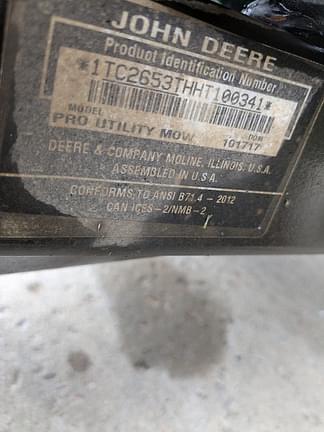 JOHN DEERE
Product Identification Number
*1TC2653THHT100341*
MODEL DOM
PRO UTILITY MOW 101717
DEERE & COMPANY MOLINE, ILLINOIS, U.S.A.
ASSEMBLED IN U.S.A.
CONFORMS TO ANSI B71.4 - 2012
CAN ICES-2/NMB-2